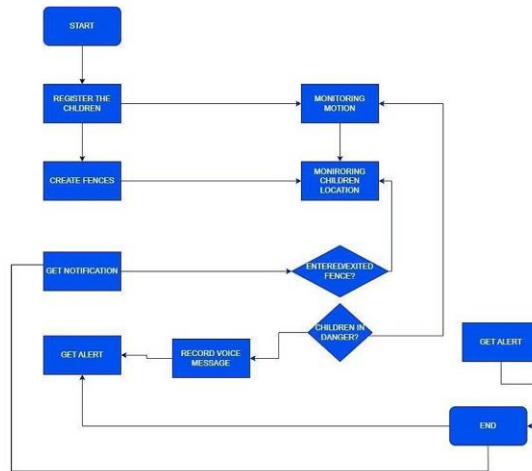 START
REGISTER THE
CHLDREN
MONITORING
MOTION
CREATE FENCES
MONIRORING
CHILDREN
LOCATION
GET NOTIFICATION
ENTERED/EXITED
FENCE?
CHILDREN IN
DANGER?
GET ALERT
RECORD VOICE
MESSAGE
GET ALERT
END